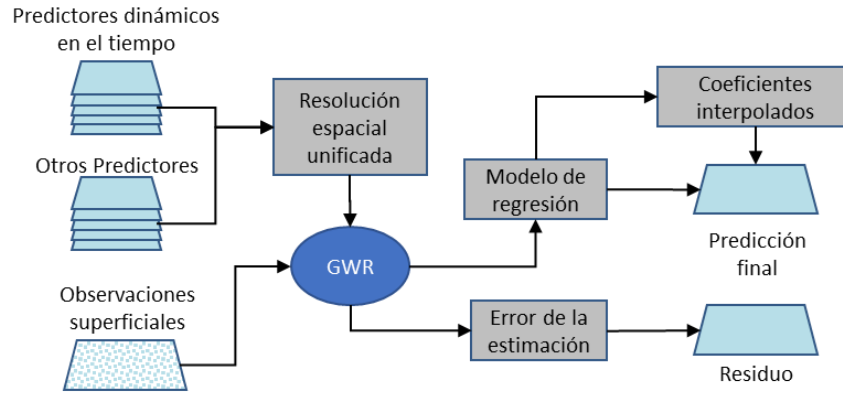 Predictores dinámicos
en el tiempo
Otros Predictores
Observaciones
superficiales
Resolución
espacial
unificada
GWR
Modelo de
regresión
Error de la
estimación
Coeficientes
interpolados
Predicción
final
Residuo